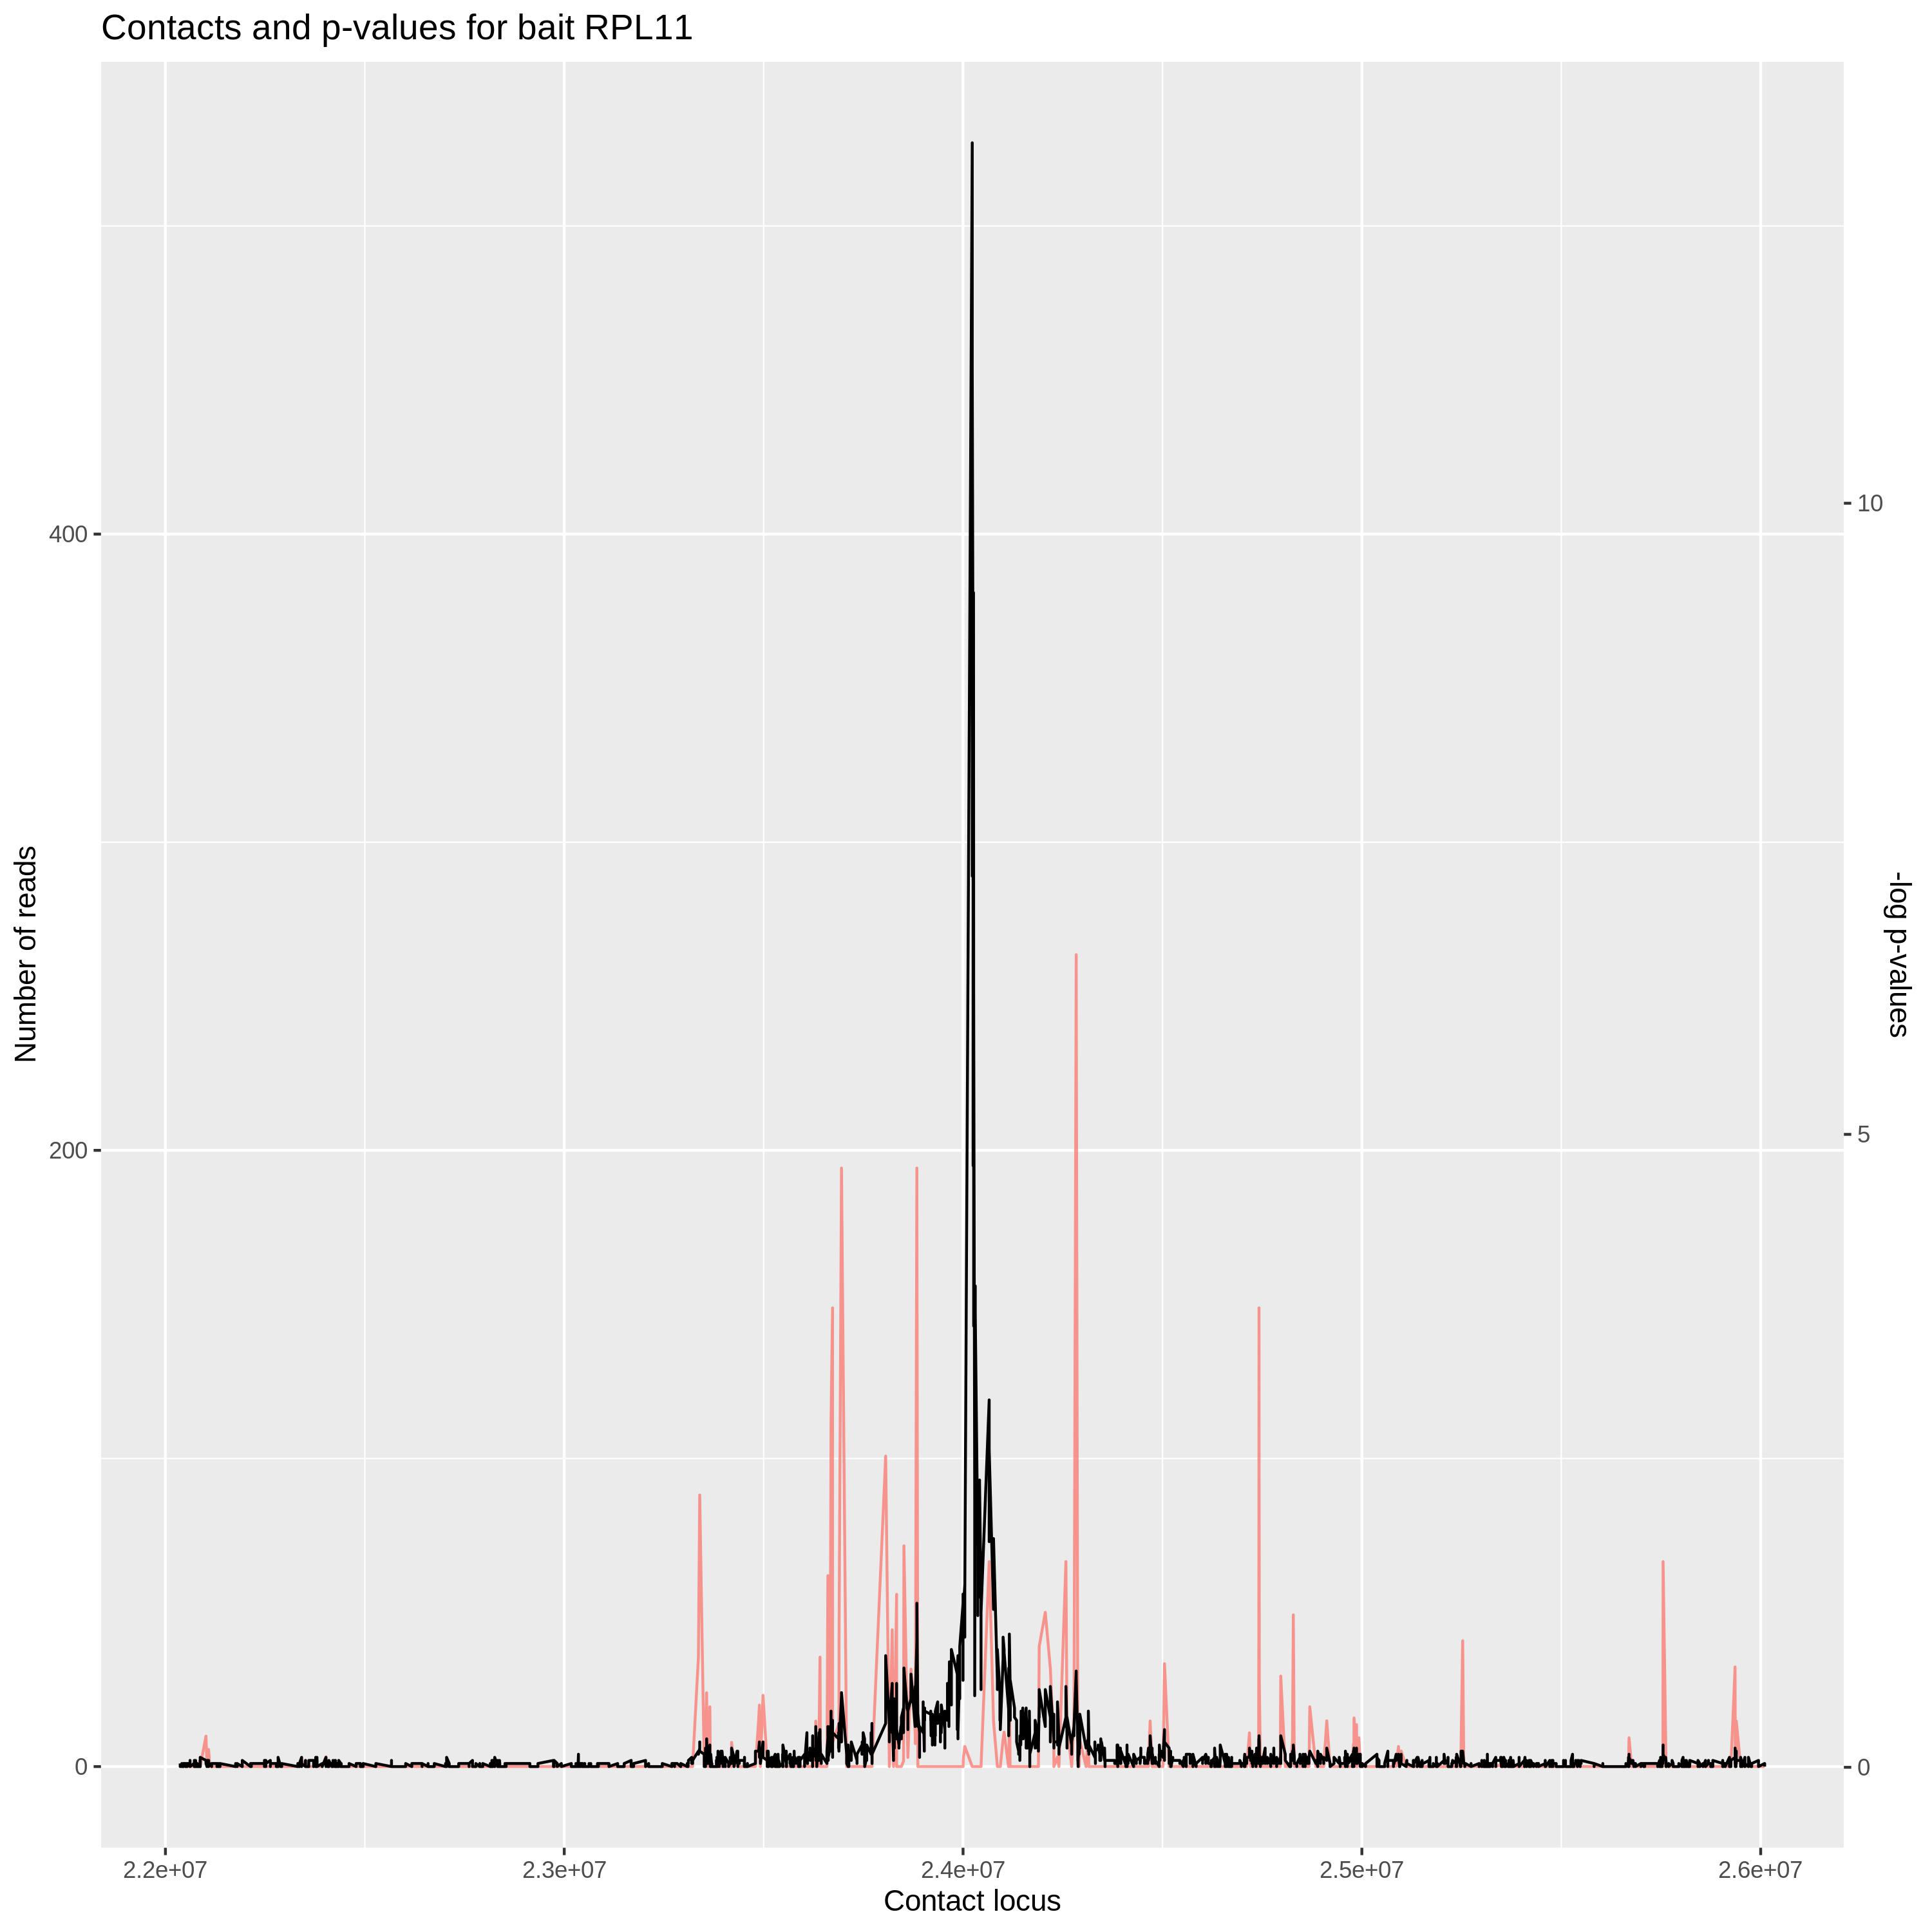 Contacts and p-values for bait RPL11
Number of reads
400
200
0
10
5
0
-log p-values
2.2e+07 2.3e+07 2.4e+07 2.5e+07 2.6e+07
Contact locus